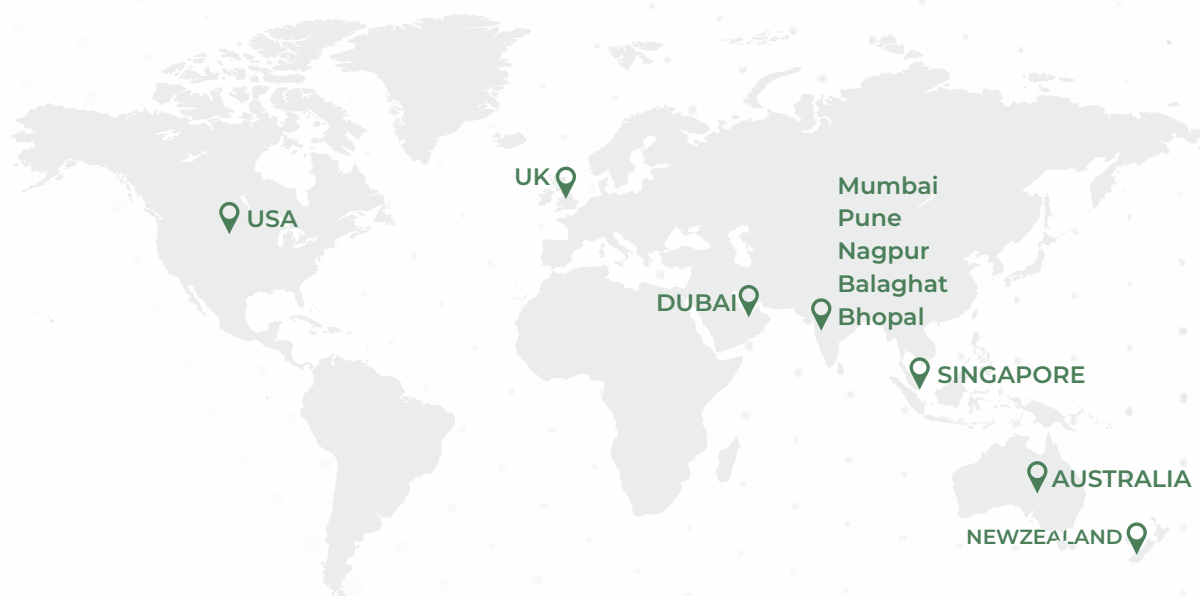 UK
Mumbai
USA
Pune
Nagpur
Balaghat
DUBAI
Bhopal
SINGAPORE
AUSTRALIA
NEWZEALAND